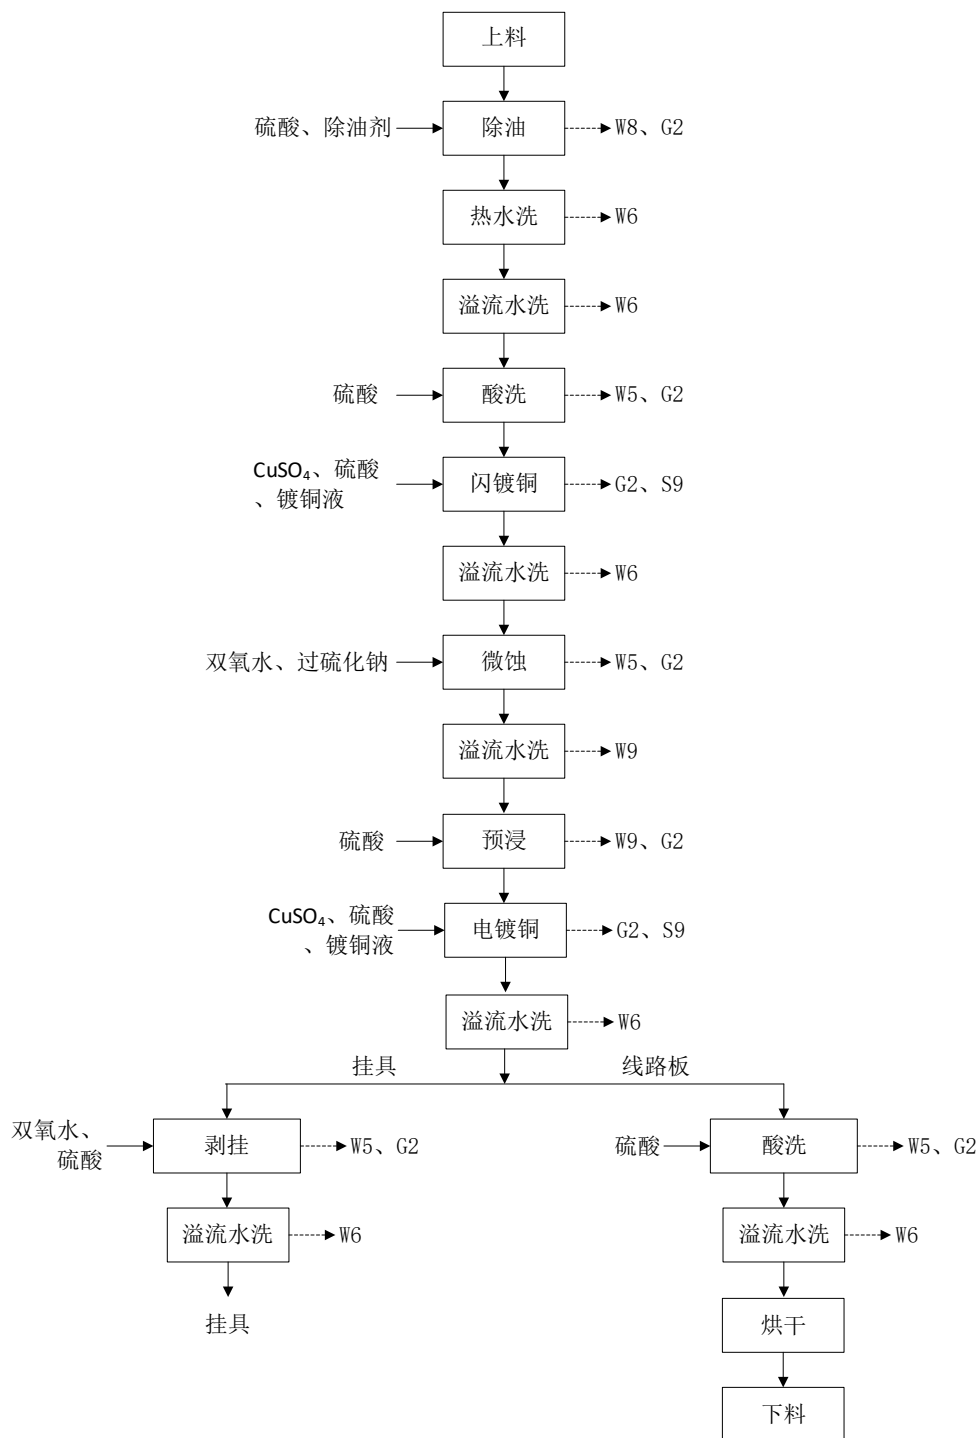 上料
硫酸、除油剂
除油
W8、G2
热水洗
W6
溢流水洗
W6
硫酸
酸洗
W5、G2
CuSO₄、硫酸
、镀铜液
闪镀铜
G2、S9
溢流水洗
W6
双氧水、过硫化钠
微蚀
W5、G2
溢流水洗
W9
硫酸
预浸
W9、G2
CuSO₄、硫酸
、镀铜液
电镀铜
G2、S9
溢流水洗
W6
挂具
线路板
双氧水、
硫酸
剥挂
W5、G2
硫酸
酸洗
W5、G2
溢流水洗
W6
溢流水洗
W6
挂具
烘干
下料